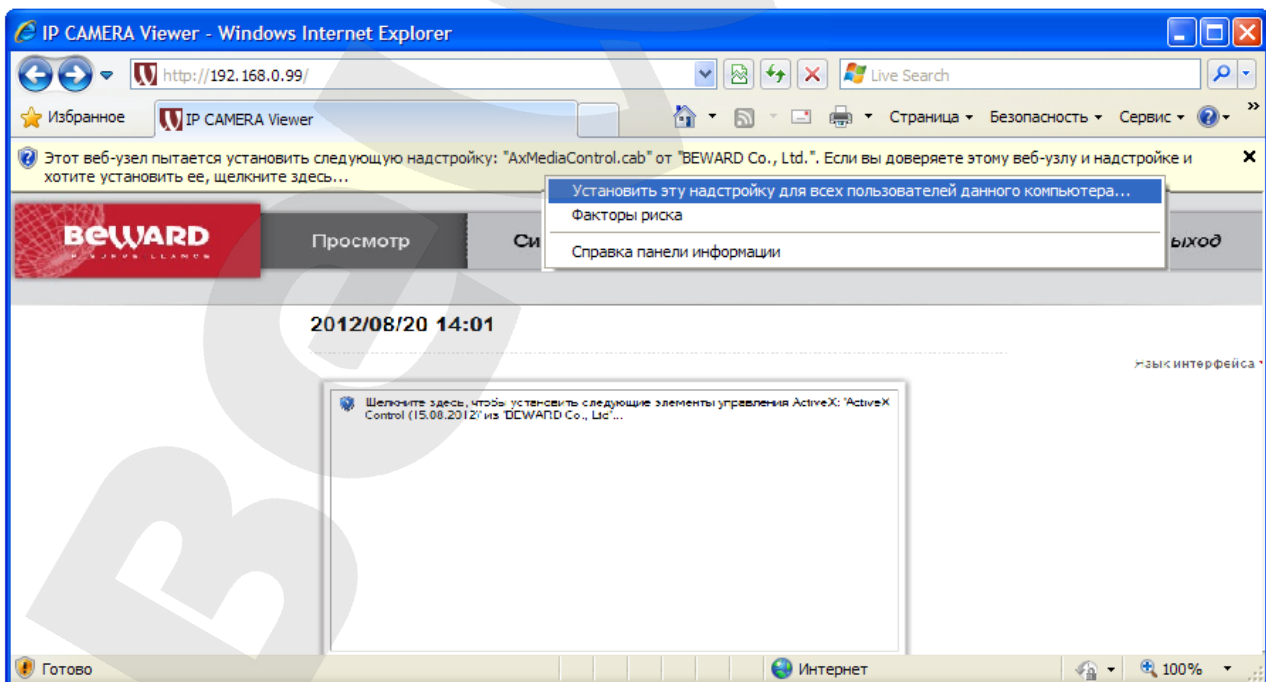 IP CAMERA Viewer - Windows Internet Explorer
http://192.168.0.99/
Live Search
Избранное
IP CAMERA Viewer
Страница
Безопасность
Сервис
Этот веб-узел пытается установить следующую надстройку: "AxMediaControl.cab" от "BEWARD Co., Ltd.". Если вы доверяете этому веб-узлу и надстройке и
хотите установить ее, щелкните здесь...
Установить эту надстройку для всех пользователей данного компьютера...
Факторы риска
Справка панели информации
BEWARD
Просмотр
Си
ыход
2012/08/20 14:01
Язык интерфейса
Щелкните здесь, чтобы установить следующие элементы управления ActiveX: 'ActiveX
Control (15.08.2012)' из 'BEWARD Co., Ltd'...
Готово
Интернет
100%